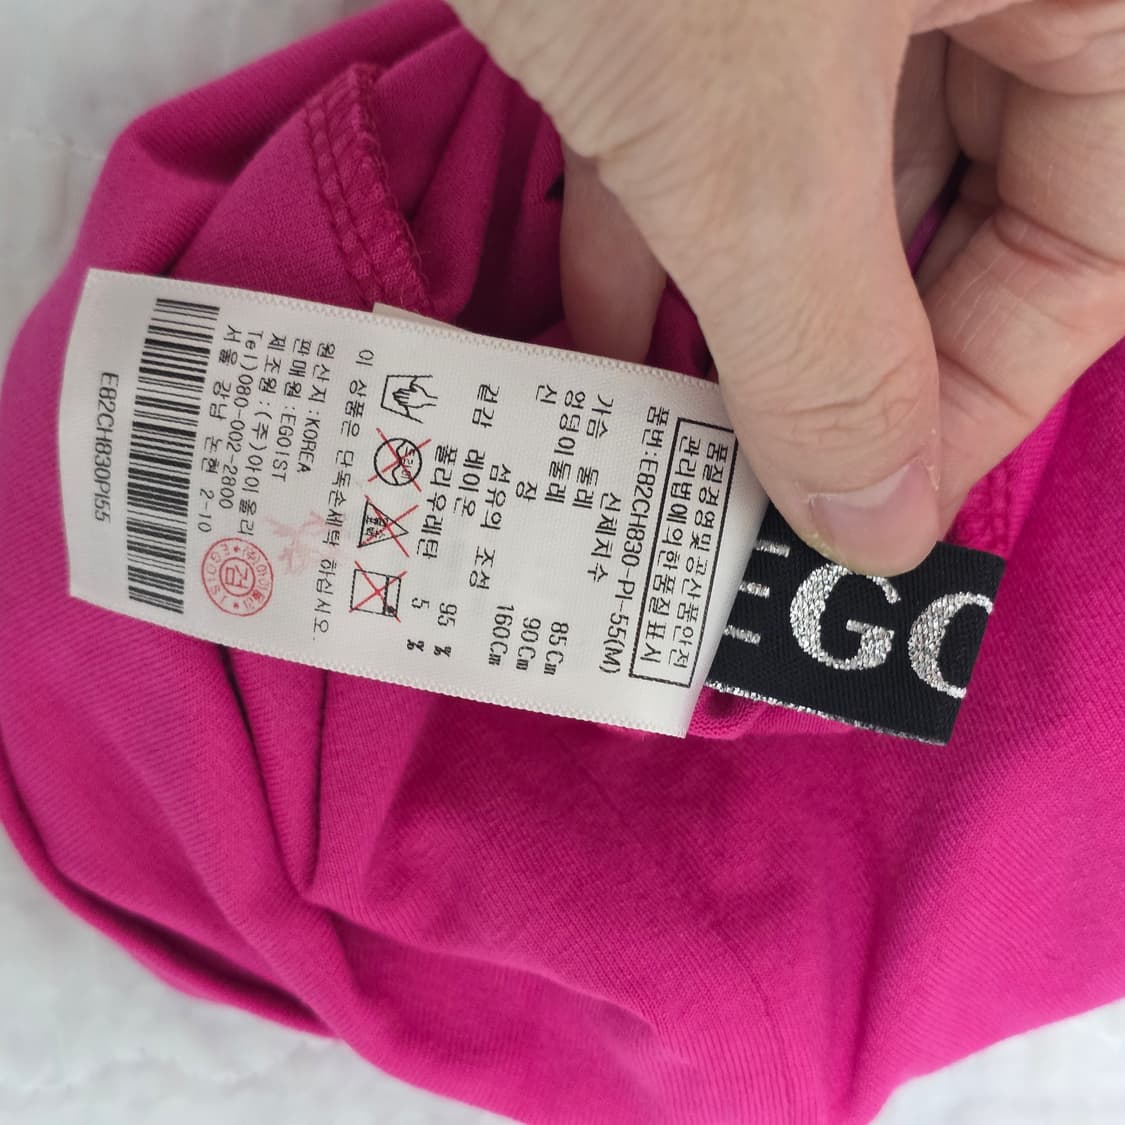 EGO
품질경영및공산품안전
관리법에의한품질표시
품번:EB2CH830-PI-55(M)
신체치수
가슴 둘레 85Cm
엉덩이둘레 90Cm
신 장 160Cm
섬유의 조성
겉감 레이온 95 %
폴리우레탄 5 %
이 상품은 단독손세탁 하십시오.
원산지:KOREA
판매원:EGOIST
제조원:(주)아이올리
Tel)080-002-2800
서울 강남 논현 2-10
EGOIST
검
EB2CH830PI55